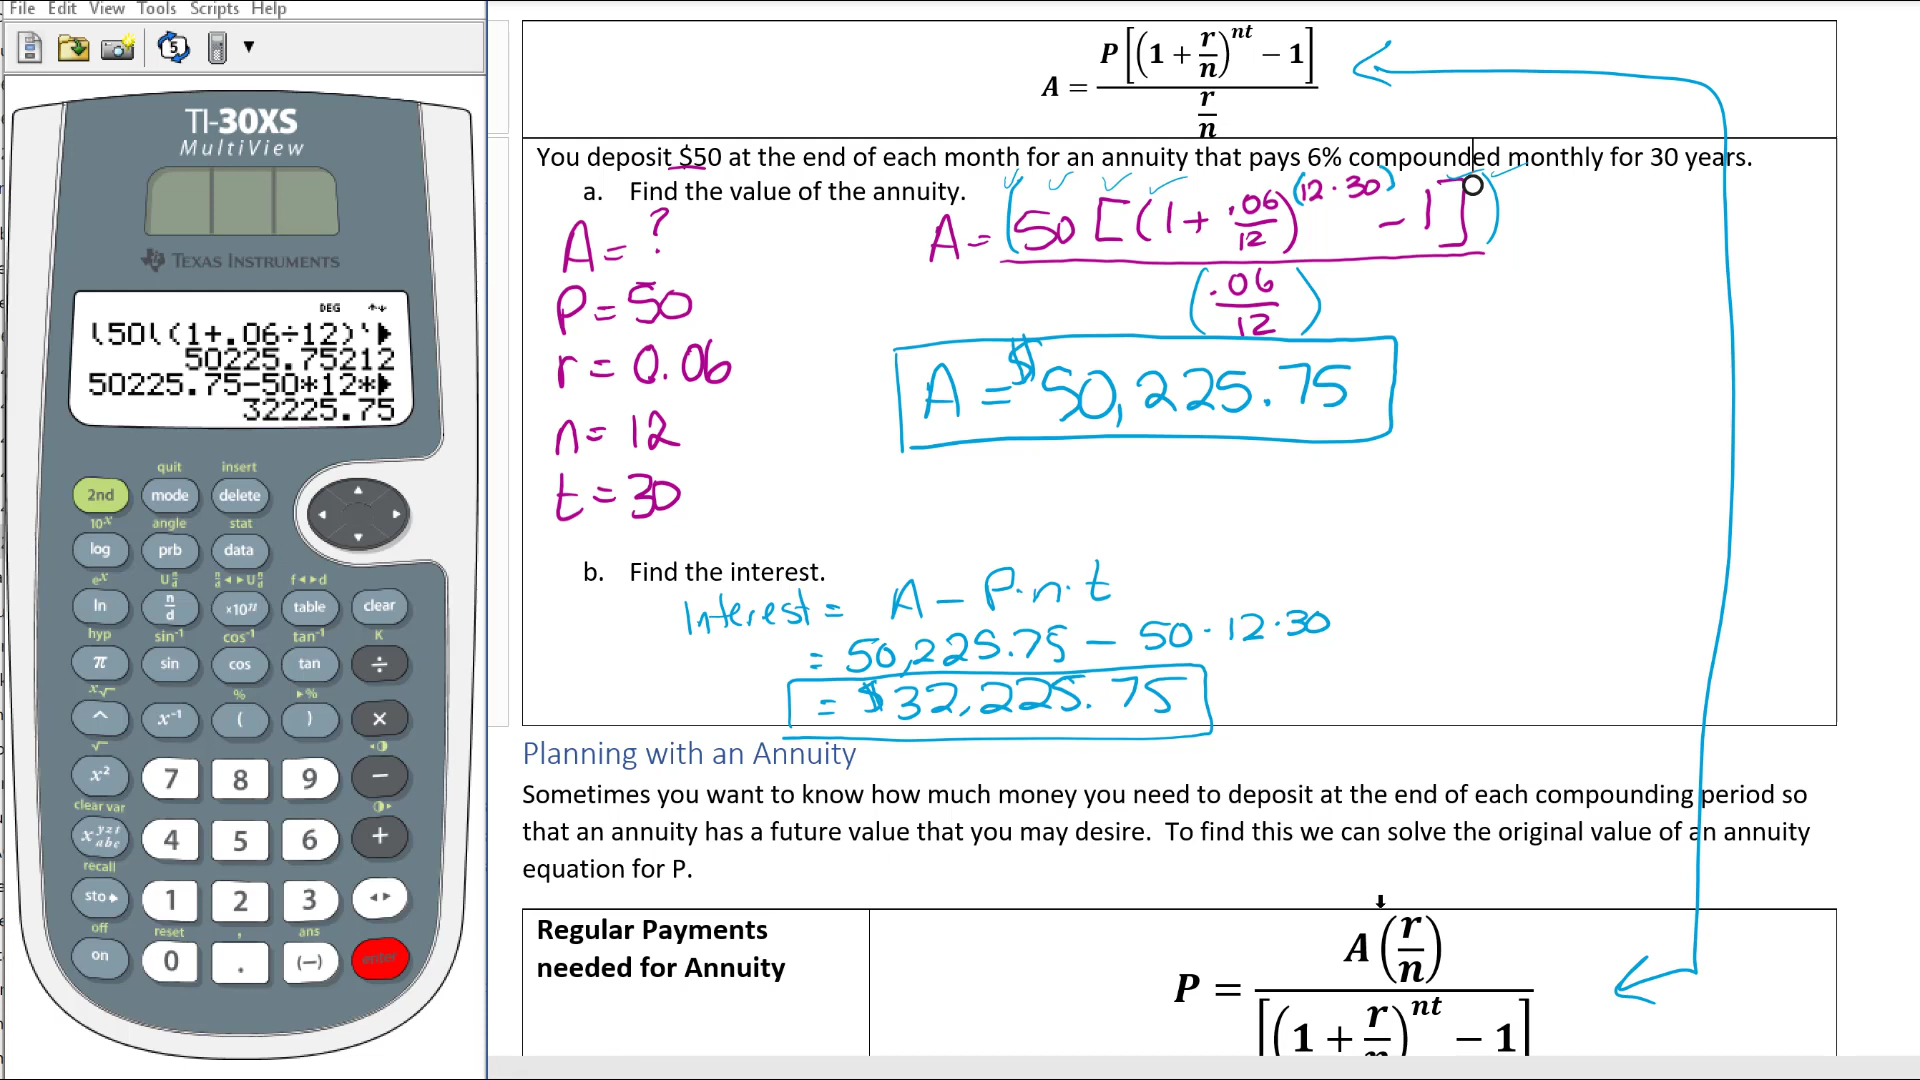 File Edit View Tools Scripts Help
TI-30XS
MultiView
TEXAS INSTRUMENTS
DEG
(50((1+.06÷12)^▶
50225.75212
50225.75-50*12*▶
32225.75
quit insert
2nd mode delete
10^x angle stat
log prb data
e^x U n/d n/d ◄►U n/d f◄►d
ln n/d ×10^n table clear
hyp sin⁻¹ cos⁻¹ tan⁻¹ K
π sin cos tan ÷
x√ % ►%
^ x⁻¹ ( ) ×
√
x² 7 8 9 −
clear var
x yzt abc 4 5 6 +
recall
sto► 1 2 3 ◄►
off reset , ans
on 0 . (−) enter
A = P[(1 + r/n)^nt − 1] / (r/n)
You deposit $50 at the end of each month for an annuity that pays 6% compounded monthly for 30 years.
a. Find the value of the annuity.
A = ?
P = 50
r = 0.06
n = 12
t = 30
A = (50[(1 + .06/12)^(12·30) − 1]) / (.06/12)
A = $50,225.75
b. Find the interest.
Interest = A − P·n·t
= 50,225.75 − 50·12·30
= $32,225.75
Planning with an Annuity
Sometimes you want to know how much money you need to deposit at the end of each compounding period so
that an annuity has a future value that you may desire. To find this we can solve the original value of an annuity
equation for P.
Regular Payments
needed for Annuity
P = A(r/n) / [(1 + r/n)^nt − 1]